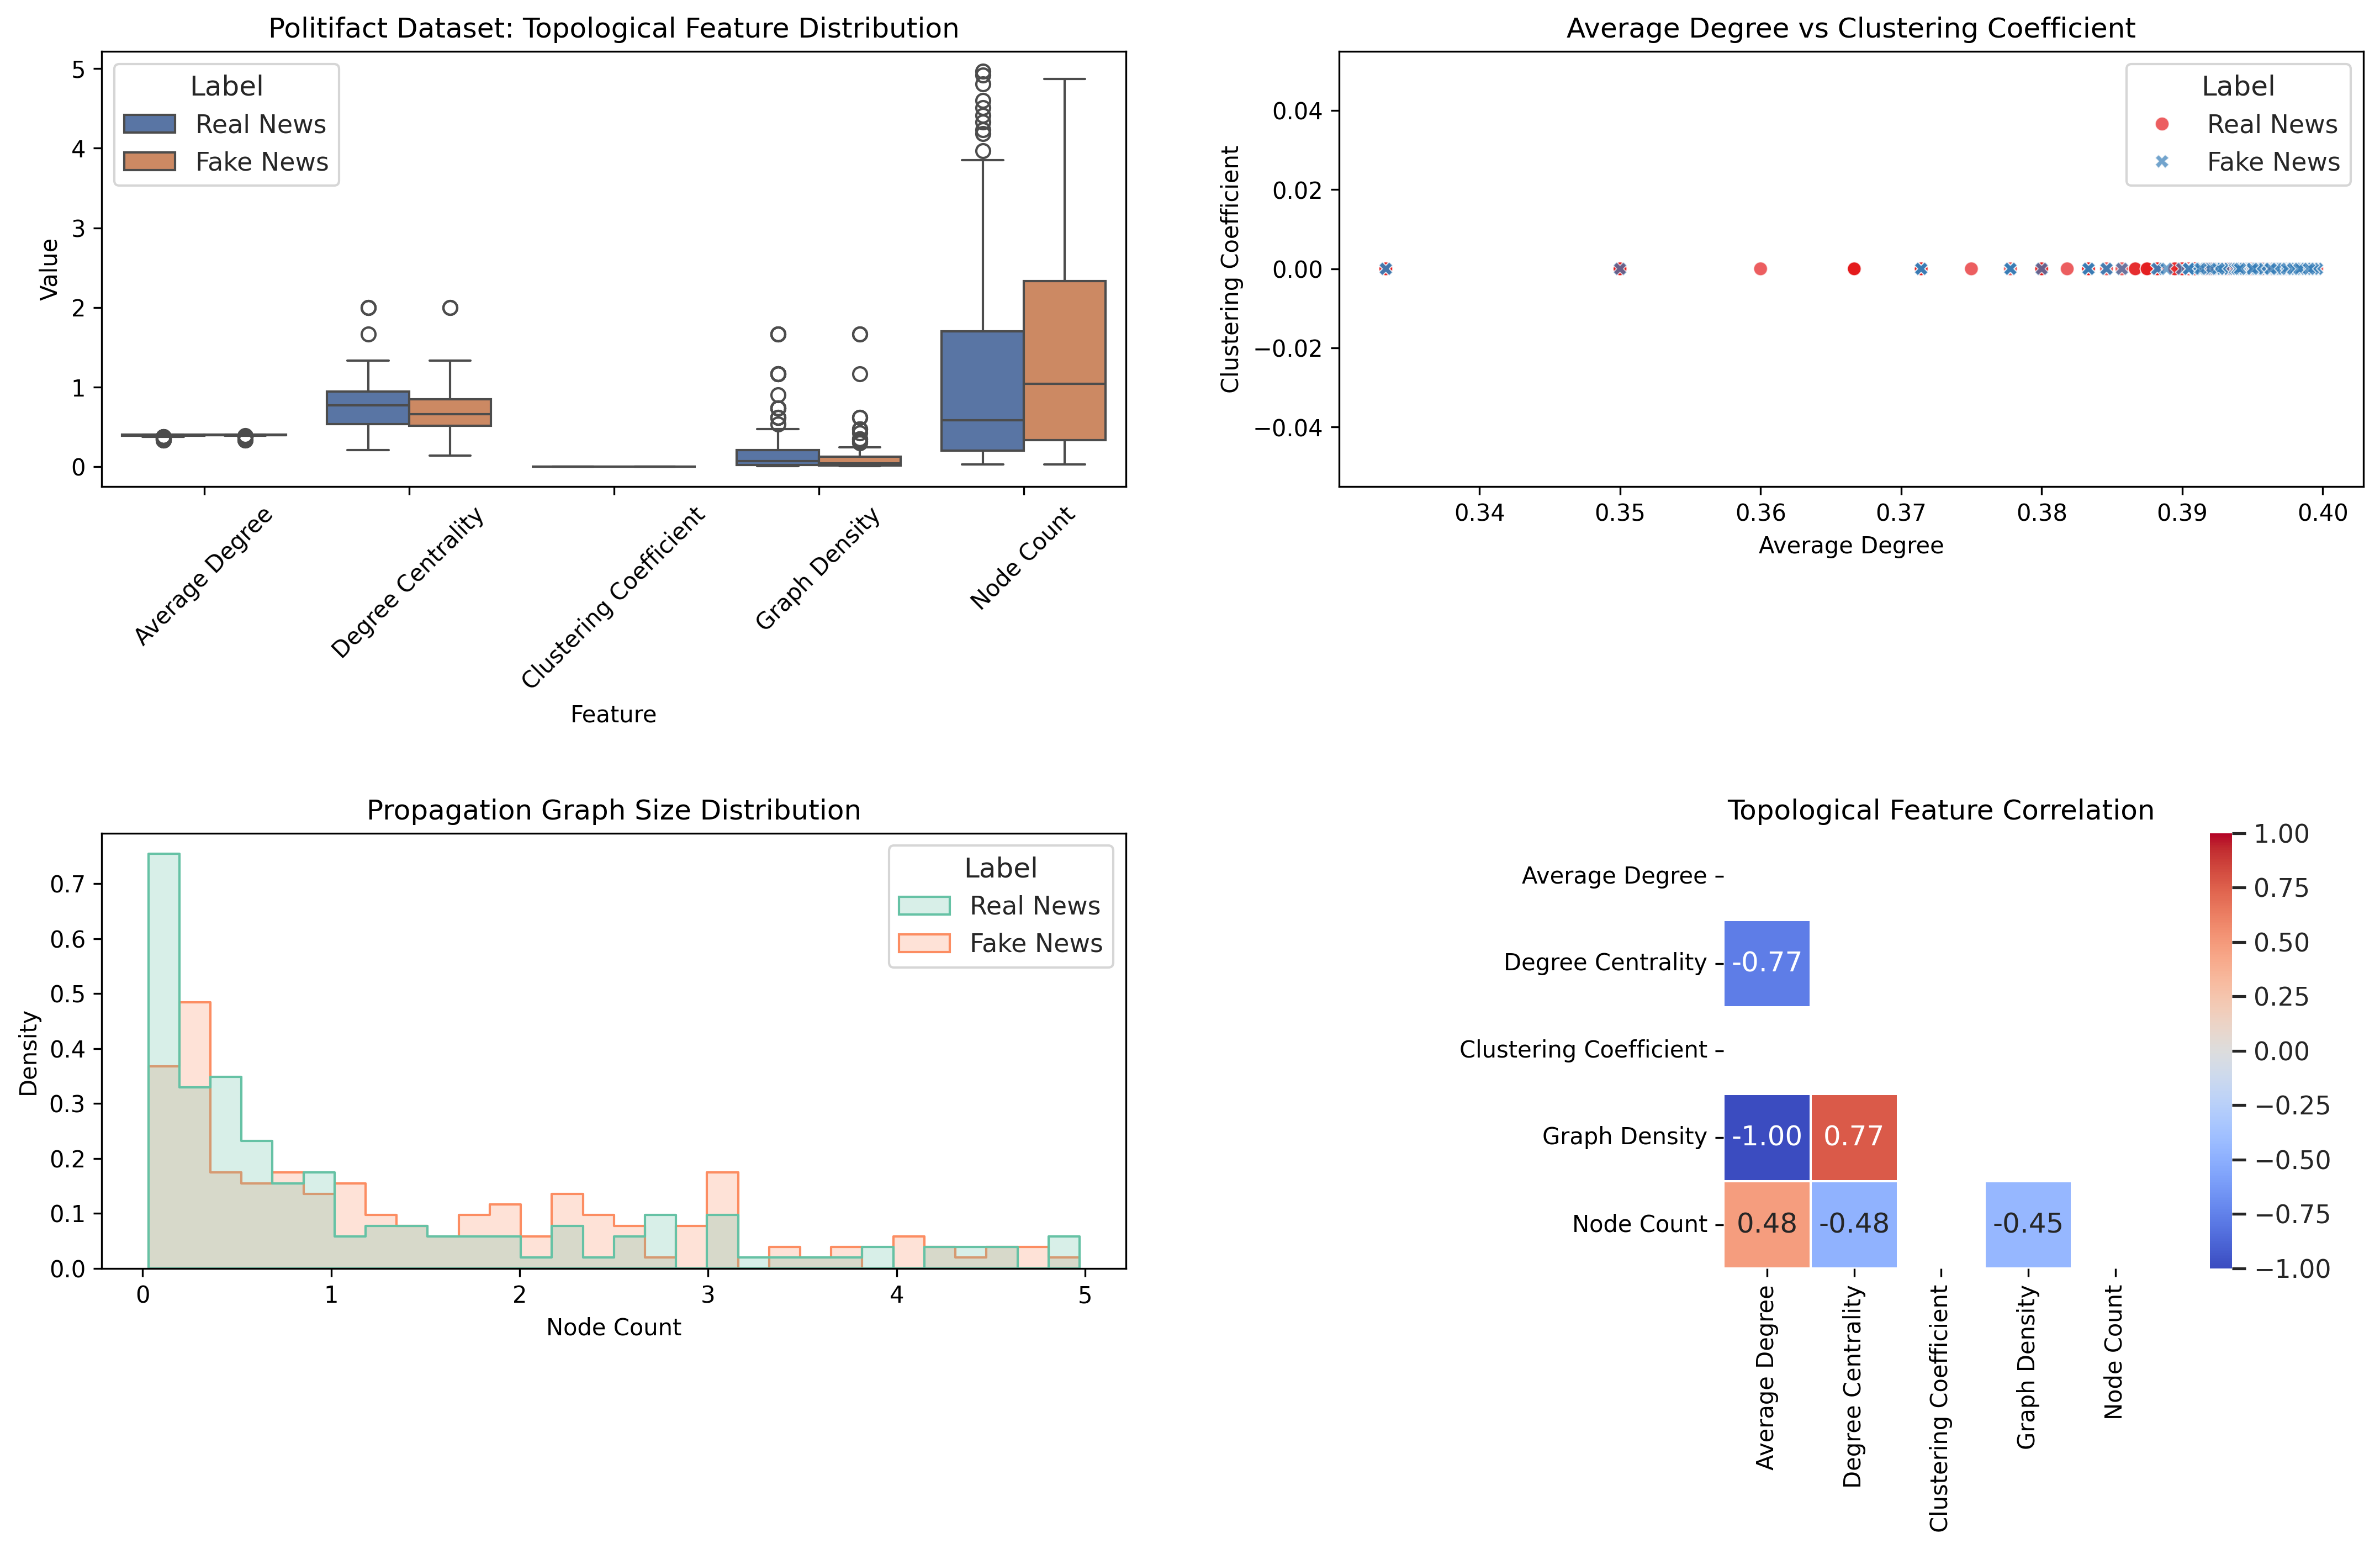 Politifact Dataset: Topological Feature Distribution
Label
Real News
Fake News
Value
5
4
3
2
1
0
Average Degree
Degree Centrality
Clustering Coefficient
Graph Density
Node Count
Feature
Average Degree vs Clustering Coefficient
Label
Real News
Fake News
Clustering Coefficient
0.04
0.02
0.00
−0.02
−0.04
0.34
0.35
0.36
0.37
0.38
0.39
0.40
Average Degree
Propagation Graph Size Distribution
Label
Real News
Fake News
Density
0.7
0.6
0.5
0.4
0.3
0.2
0.1
0.0
0
1
2
3
4
5
Node Count
Topological Feature Correlation
Average Degree
Degree Centrality
-0.77
Clustering Coefficient
Graph Density
-1.00
0.77
Node Count
0.48
-0.48
-0.45
Average Degree
Degree Centrality
Clustering Coefficient
Graph Density
Node Count
1.00
0.75
0.50
0.25
0.00
−0.25
−0.50
−0.75
−1.00